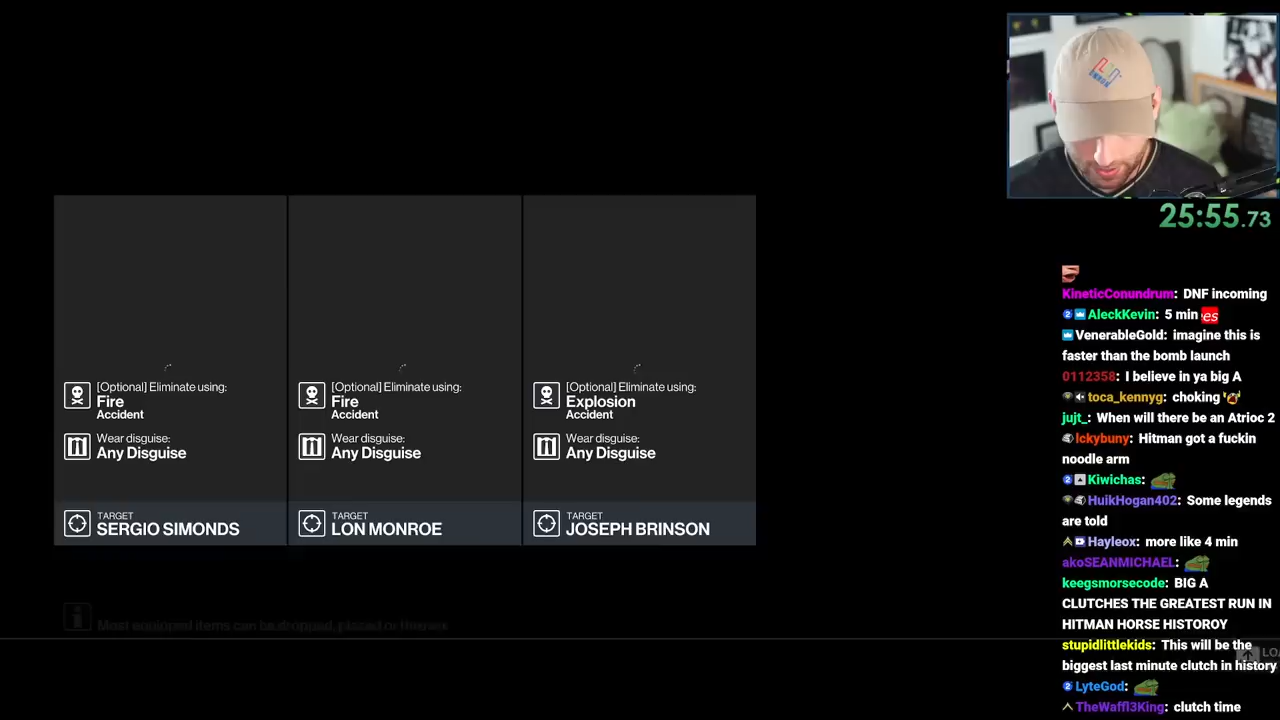 25:55.73
[Optional] Eliminate using:
Fire
Accident
Wear disguise:
Any Disguise
TARGET
SERGIO SIMONDS
[Optional] Eliminate using:
Fire
Accident
Wear disguise:
Any Disguise
TARGET
LON MONROE
[Optional] Eliminate using:
Explosion
Accident
Wear disguise:
Any Disguise
TARGET
JOSEPH BRINSON
Most equipped items can be dropped, placed or thrown
KineticConundrum: DNF incoming
AleckKevin: 5 min es
VenerableGold: imagine this is
faster than the bomb launch
0112358: I believe in ya big A
toca_kennyg: choking
jujt_: When will there be an Atrioc 2
Ickybuny: Hitman got a fuckin
noodle arm
Kiwichas:
HuikHogan402: Some legends
are told
Hayleox: more like 4 min
akoSEANMICHAEL:
keegsmorsecode: BIG A
CLUTCHES THE GREATEST RUN IN
HITMAN HORSE HISTOROY
stupidlittlekids: This will be the
biggest last minute clutch in history
LyteGod:
TheWaffl3King: clutch time